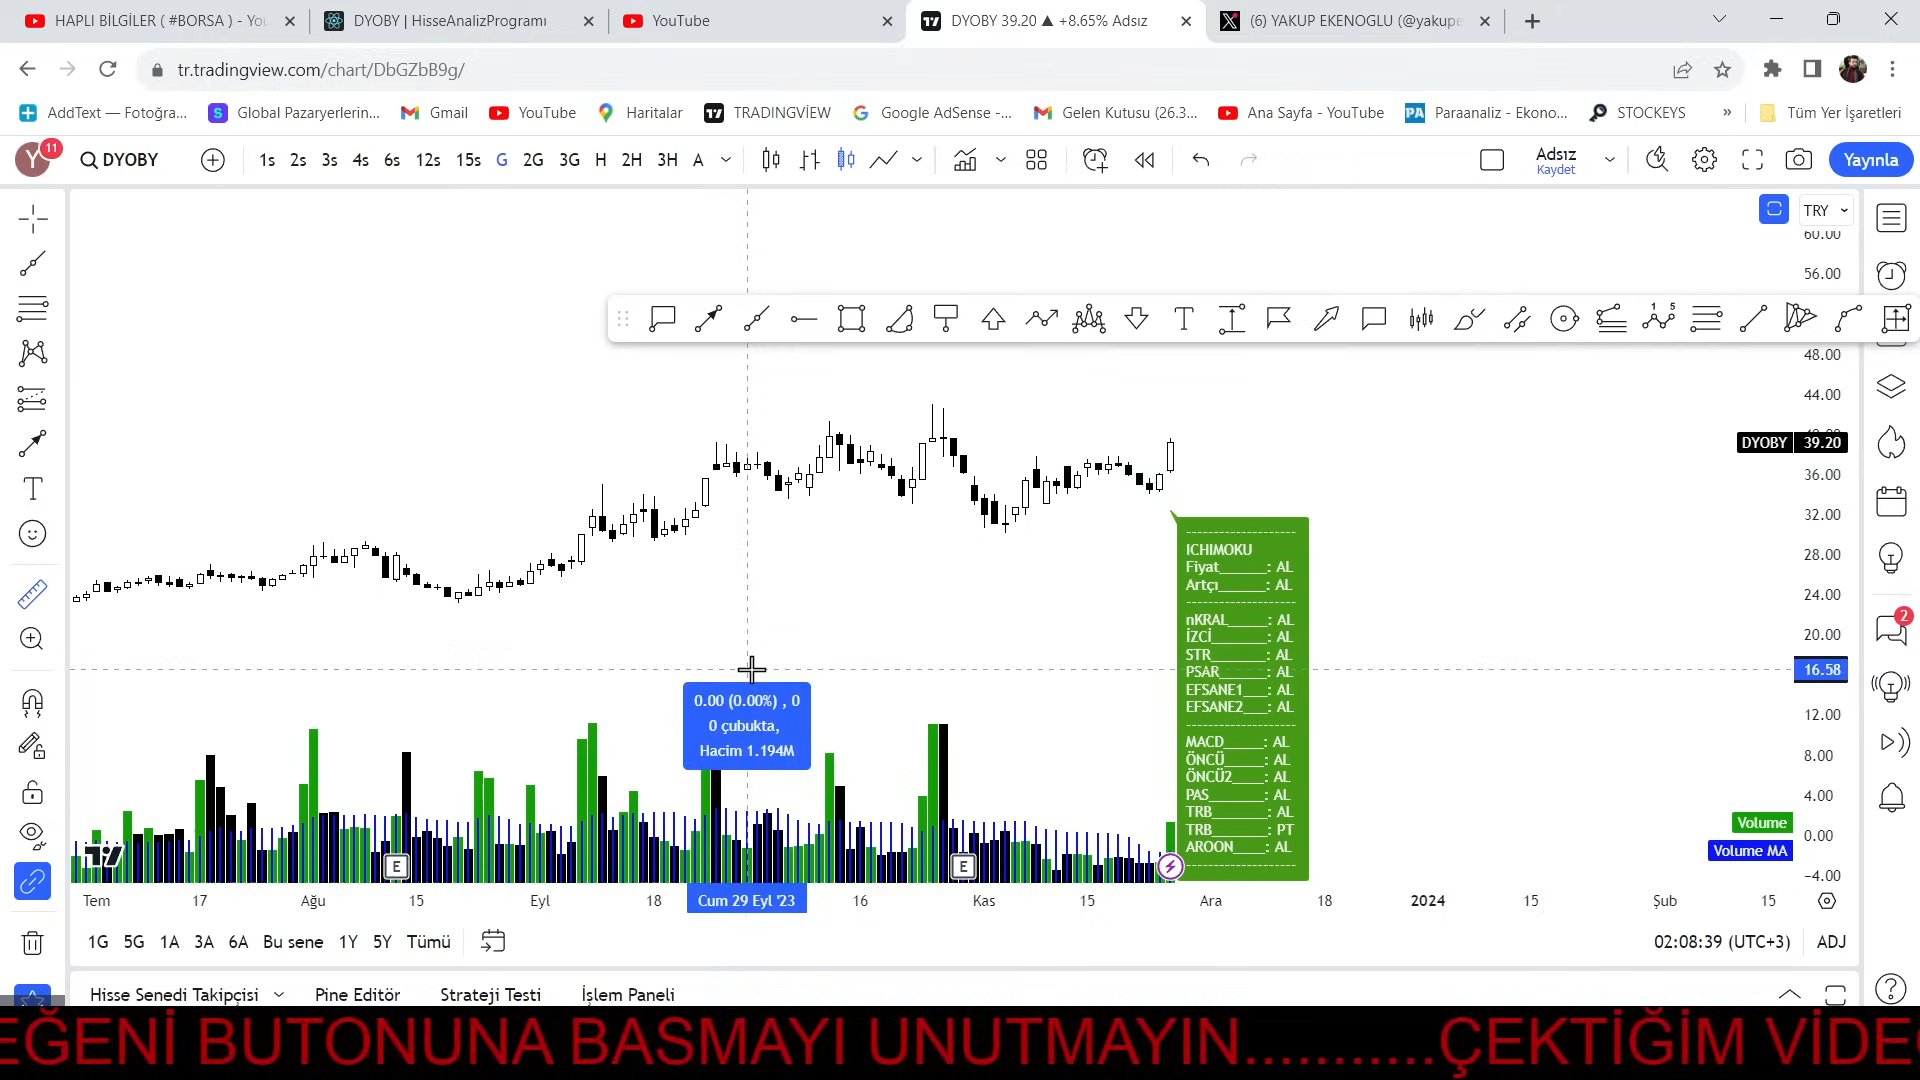 HAPLI BİLGİLER ( #BORSA ) - You
DYOBY | HisseAnalizProgramı
YouTube
DYOBY 39.20 ▲ +8.65% Adsız
(6) YAKUP EKENOGLU (@yakupe
tr.tradingview.com/chart/DbGZbB9g/
AddText — Fotoğra...
Global Pazaryerlerin...
Gmail
YouTube
Haritalar
TRADINGVİEW
Google AdSense -...
Gelen Kutusu (26.3...
Ana Sayfa - YouTube
Paraanaliz - Ekono...
STOCKEYS
»
Tüm Yer İşaretleri
Y
11
DYOBY
1s 2s 3s 4s 6s 12s 15s G 2G 3G H 2H 3H A
Adsız
Kaydet
Yayınla
TRY
60.00
56.00
48.00
44.00
DYOBY 39.20
36.00
32.00
28.00
24.00
20.00
16.58
12.00
8.00
4.00
0.00
−4.00
ICHIMOKU
Fiyat______: AL
Artçı_______: AL
nKRAL_____: AL
İZCİ_______: AL
STR_______: AL
PSAR______: AL
EFSANE1___: AL
EFSANE2___: AL
MACD_____: AL
ÖNCÜ_____: AL
ÖNCÜ2____: AL
PAS_______: AL
TRB_______: AL
TRB_______: PT
AROON____: AL
0.00 (0.00%) , 0
0 çubukta,
Hacim 1.194M
Volume
Volume MA
E
E
2
Tem 17 Ağu 15 Eyl 18 Cum 29 Eyl '23 16 Kas 15 Ara 18 2024 15 Şub 15
1G 5G 1A 3A 6A Bu sene 1Y 5Y Tümü
02:08:39 (UTC+3) ADJ
Hisse Senedi Takipçisi
Pine Editör
Strateji Testi
İşlem Paneli
EĞENİ BUTONUNA BASMAYI UNUTMAYIN...........ÇEKTİĞİM VİDE